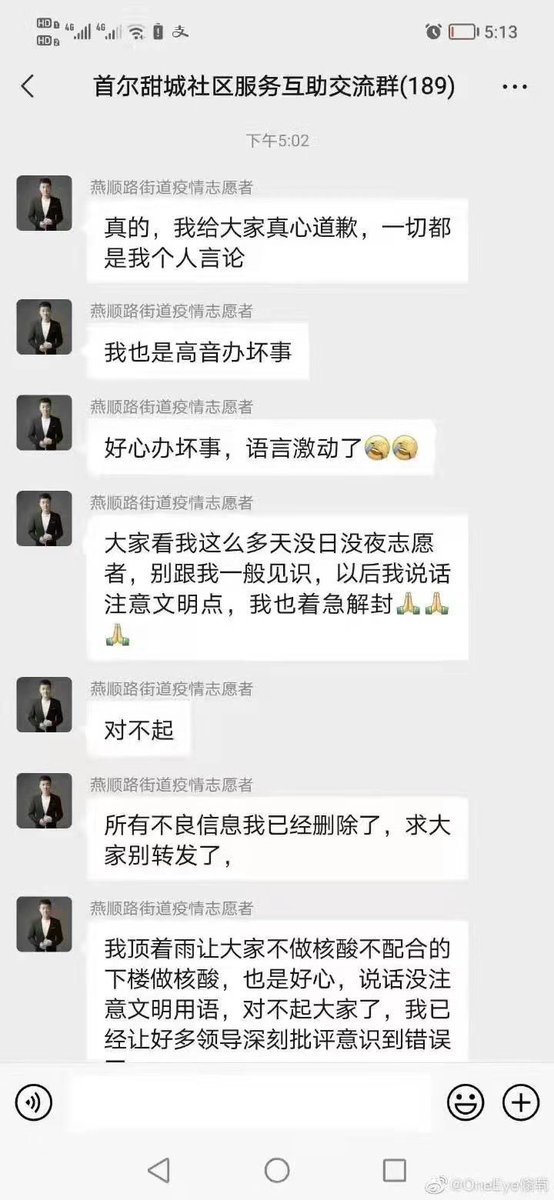 HD 1 4G 4G 5:13
HD 2
首尔甜城社区服务互助交流群(189)
下午5:02
燕顺路街道疫情志愿者
真的，我给大家真心道歉，一切都
是我个人言论
燕顺路街道疫情志愿者
我也是高音办坏事
燕顺路街道疫情志愿者
好心办坏事，语言激动了
燕顺路街道疫情志愿者
大家看我这么多天没日没夜志愿
者，别跟我一般见识，以后我说话
注意文明点，我也着急解封
燕顺路街道疫情志愿者
对不起
燕顺路街道疫情志愿者
所有不良信息我已经删除了，求大
家别转发了，
燕顺路街道疫情志愿者
我顶着雨让大家不做核酸不配合的
下楼做核酸，也是好心，说话没注
意文明用语，对不起大家了，我已
经让好多领导深刻批评意识到错误
@OneEye